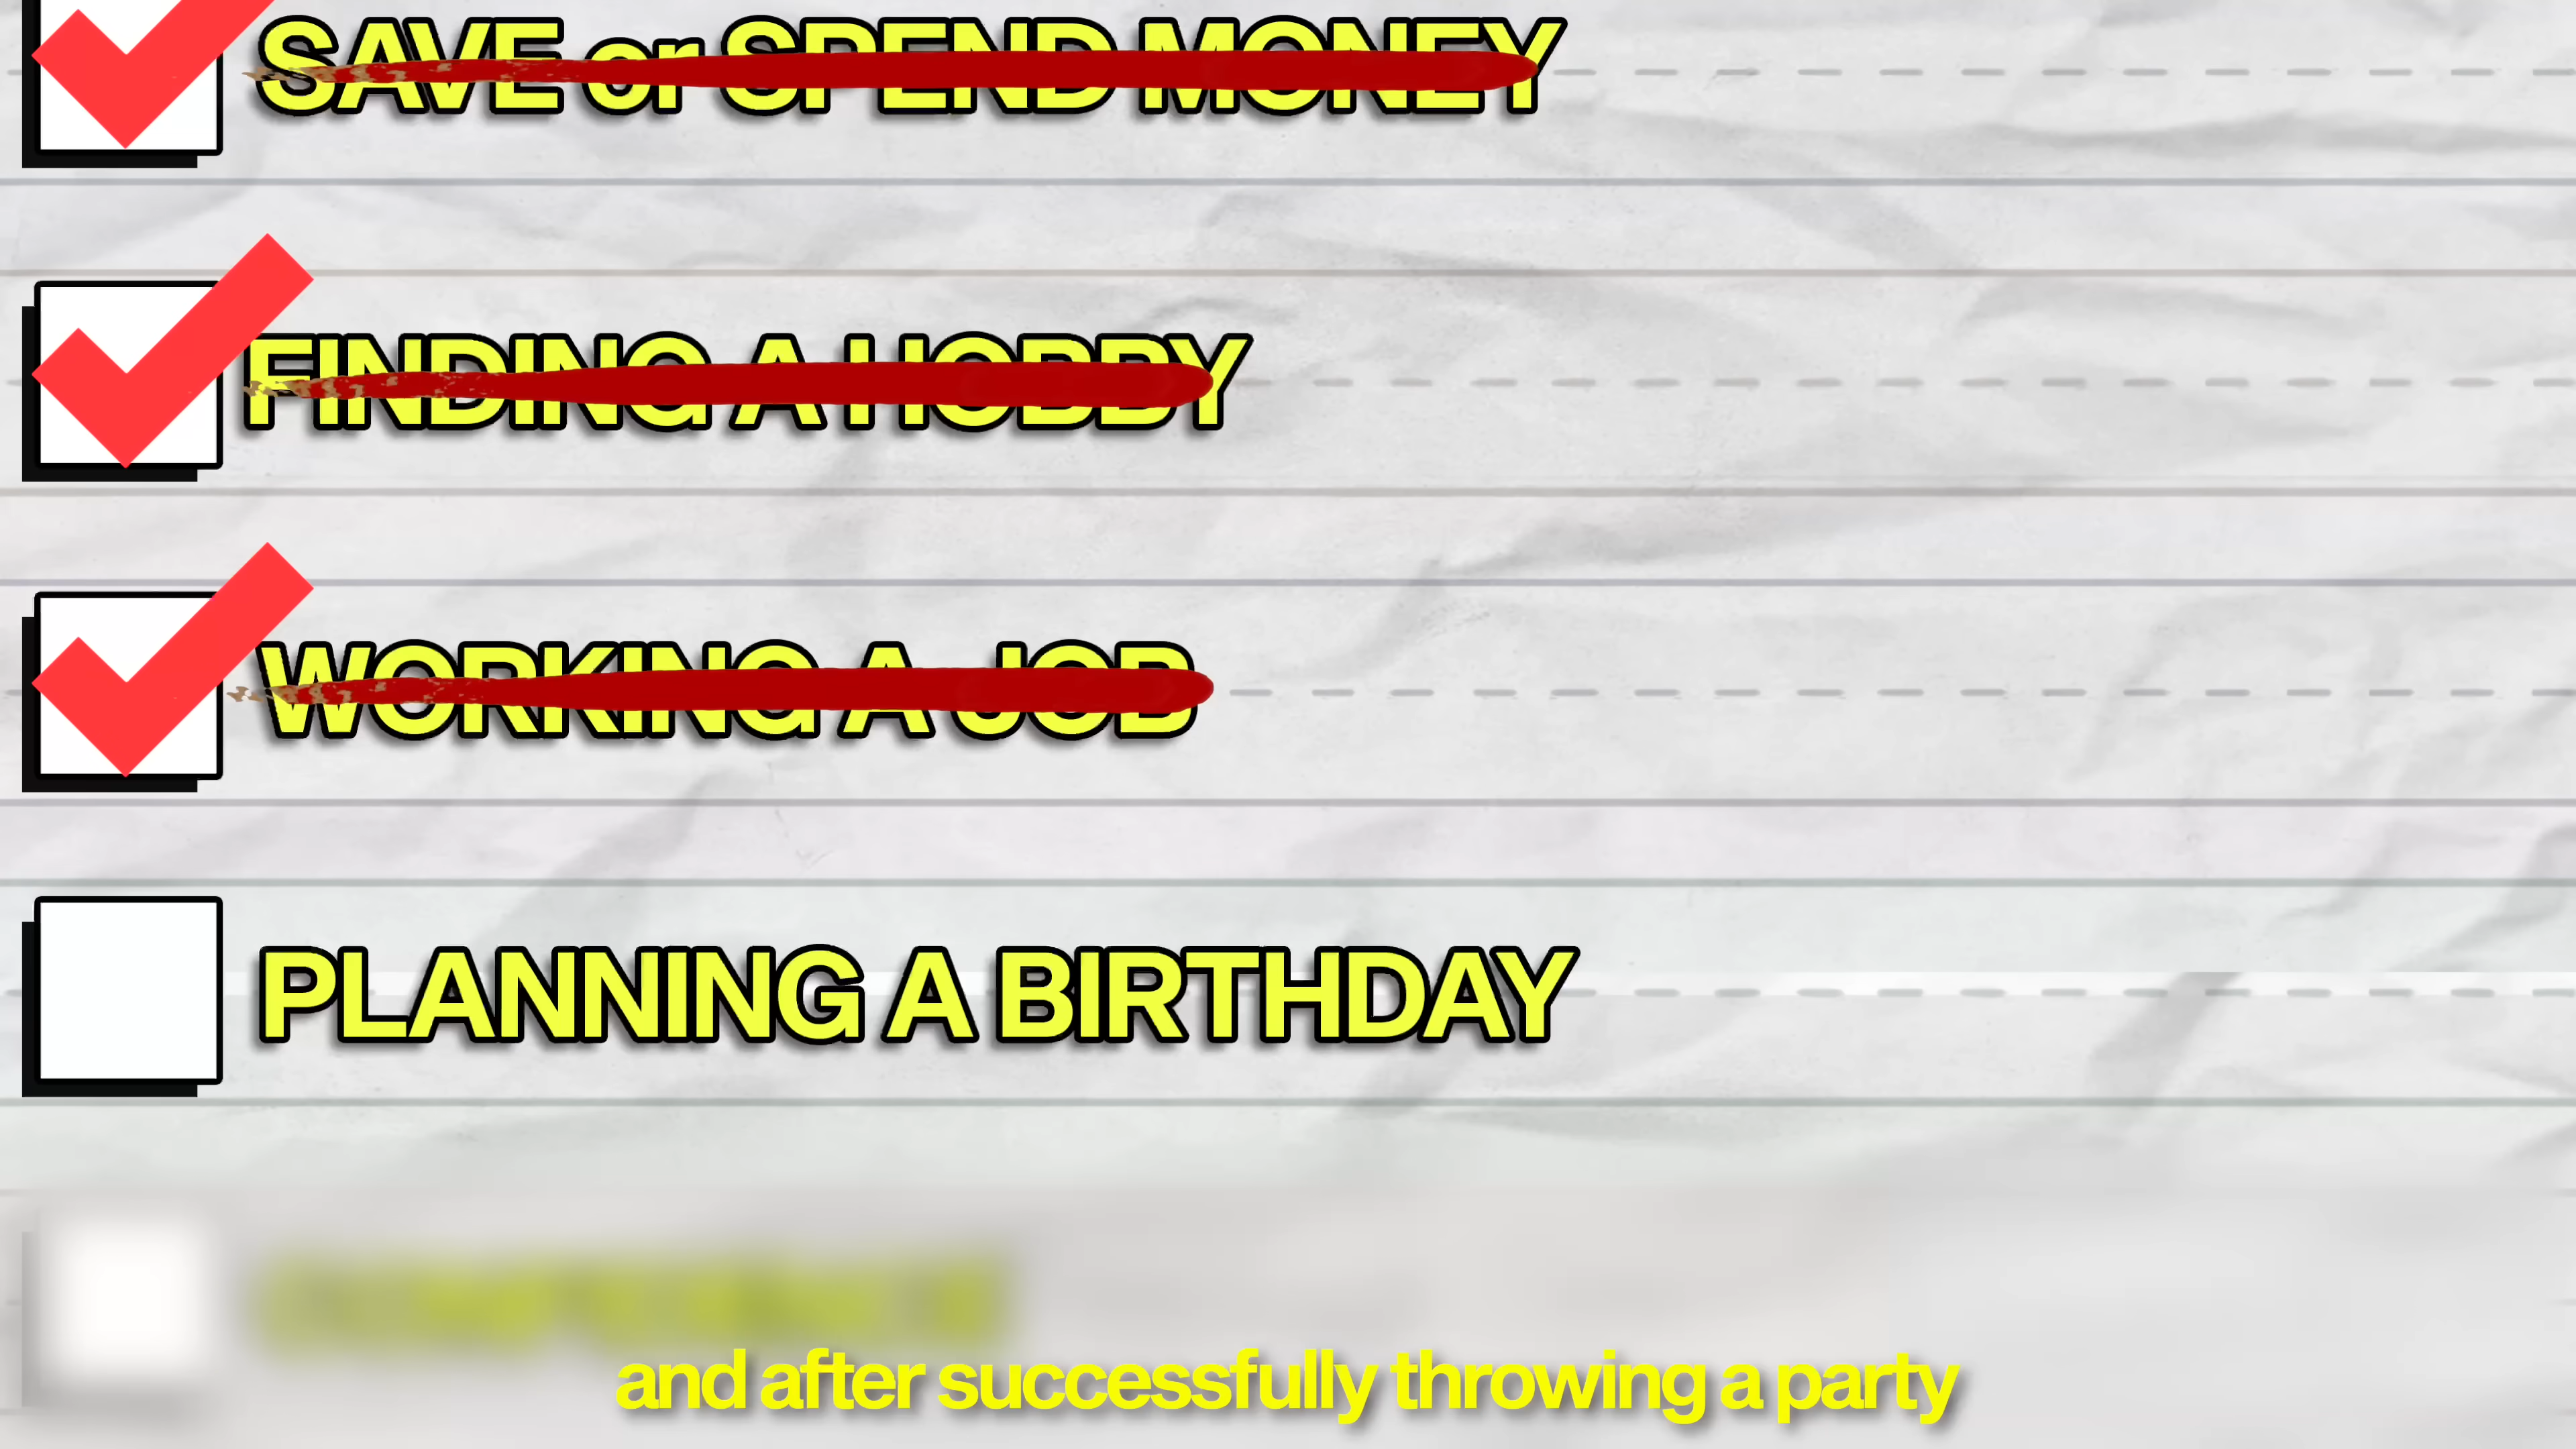 SAVE or SPEND MONEY
FINDING A HOBBY
WORKING A JOB
PLANNING A BIRTHDAY
and after successfully throwing a party